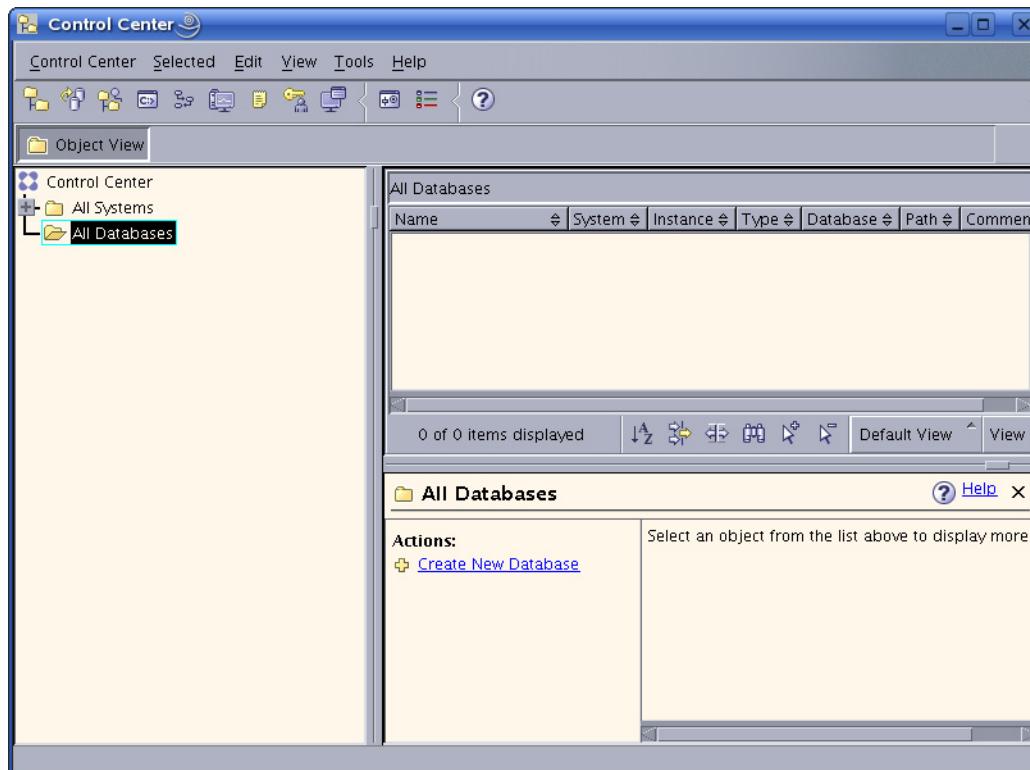 Control Center
Control Center Selected Edit View Tools Help
Object View
Control Center
All Systems
All Databases
All Databases
Name System Instance Type Database Path Commen
0 of 0 items displayed
Default View View
All Databases
Help
Actions:
Create New Database
Select an object from the list above to display more